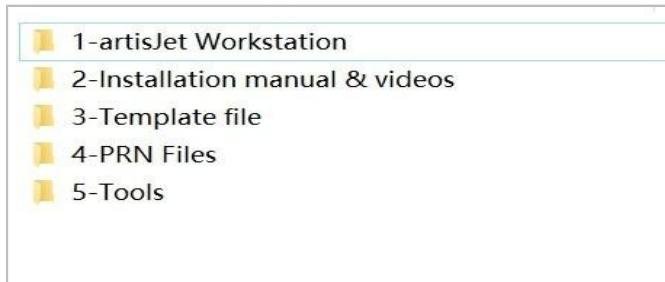 1-artisJet Workstation
2-Installation manual & videos
3-Template file
4-PRN Files
5-Tools